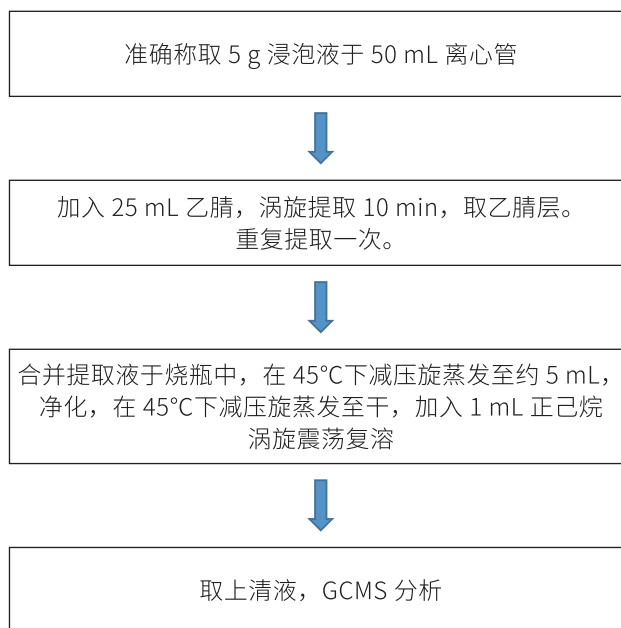 准确称取 5 g 浸泡液于 50 mL 离心管
加入 25 mL 乙腈，涡旋提取 10 min，取乙腈层。
重复提取一次。
合并提取液于烧瓶中，在 45℃下减压旋蒸发至约 5 mL，
净化，在 45℃下减压旋蒸发至干，加入 1 mL 正己烷
涡旋震荡复溶
取上清液，GCMS 分析